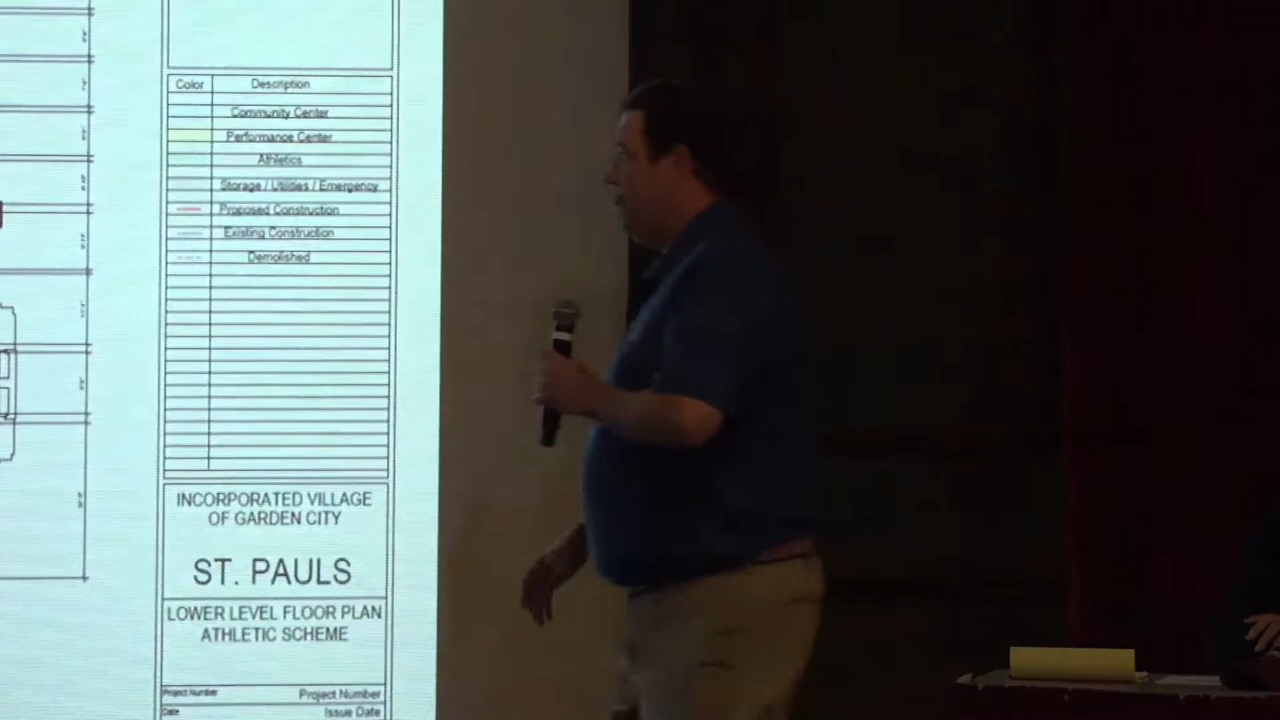 Color Description
Community Center
Performance Center
Athletics
Storage / Utilities / Emergency
Proposed Construction
Existing Construction
Demolished
INCORPORATED VILLAGE
OF GARDEN CITY
ST. PAULS
LOWER LEVEL FLOOR PLAN
ATHLETIC SCHEME
Project Number Project Number
Date Issue Date